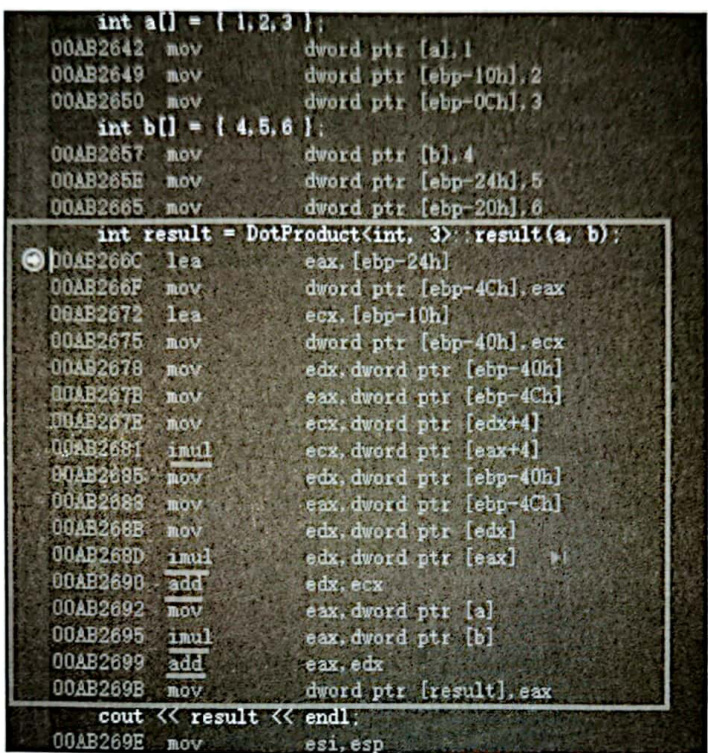 int a[] = { 1,2,3 };
00AB2642 mov dword ptr [a],1
00AB2649 mov dword ptr [ebp-10h],2
00AB2650 mov dword ptr [ebp-0Ch],3
int b[] = { 4,5,6 };
00AB2657 mov dword ptr [b],4
00AB265E mov dword ptr [ebp-24h],5
00AB2665 mov dword ptr [ebp-20h],6
int result = DotProduct<int, 3>::result(a, b);
00AB266C lea eax,[ebp-24h]
00AB266F mov dword ptr [ebp-4Ch],eax
00AB2672 lea ecx,[ebp-10h]
00AB2675 mov dword ptr [ebp-40h],ecx
00AB2678 mov edx,dword ptr [ebp-40h]
00AB267B mov eax,dword ptr [ebp-4Ch]
00AB267E mov ecx,dword ptr [edx+4]
00AB2681 imul ecx,dword ptr [eax+4]
00AB2685 mov edx,dword ptr [ebp-40h]
00AB2688 mov eax,dword ptr [ebp-4Ch]
00AB268B mov edx,dword ptr [edx]
00AB268D imul edx,dword ptr [eax]
00AB2690 add edx,ecx
00AB2692 mov eax,dword ptr [a]
00AB2695 imul eax,dword ptr [b]
00AB2699 add eax,edx
00AB269B mov dword ptr [result],eax
cout << result << endl;
00AB269E mov esi,esp